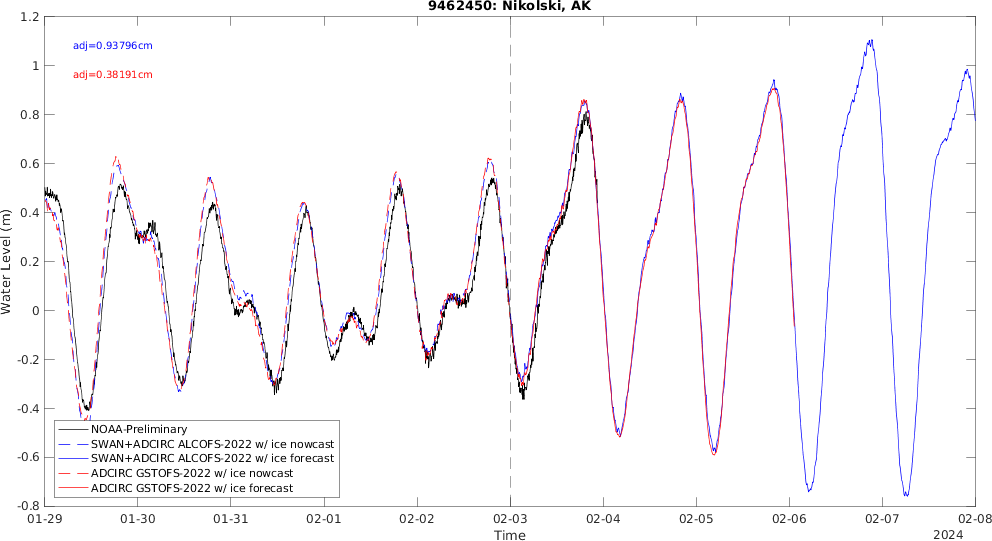 9462450: Nikolski, AK
adj=0.93796cm
adj=0.38191cm
Water Level (m)
1.2
1
0.8
0.6
0.4
0.2
0
-0.2
-0.4
-0.6
-0.8
NOAA-Preliminary
SWAN+ADCIRC ALCOFS-2022 w/ ice nowcast
SWAN+ADCIRC ALCOFS-2022 w/ ice forecast
ADCIRC GSTOFS-2022 w/ ice nowcast
ADCIRC GSTOFS-2022 w/ ice forecast
01-29 01-30 01-31 02-01 02-02 02-03 02-04 02-05 02-06 02-07 02-08
Time
2024